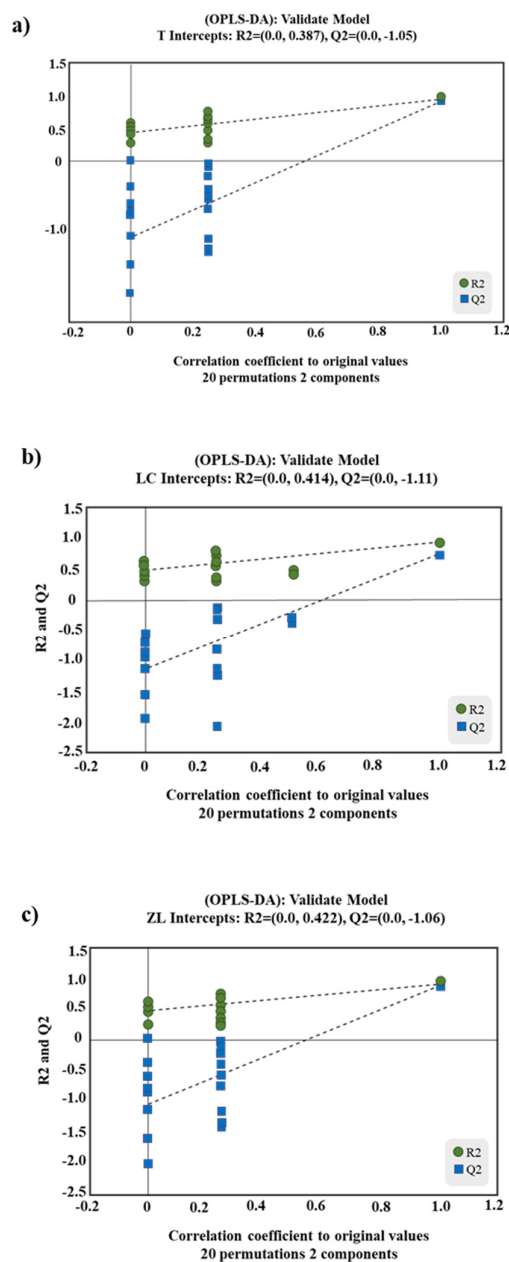 a)
(OPLS-DA): Validate Model
T Intercepts: R2=(0.0, 0.387), Q2=(0.0, -1.05)
1.5
1.0
0.5
0
-1.0
R2
Q2
-0.2 0 0.2 0.4 0.6 0.8 1.0 1.2
Correlation coefficient to original values
20 permutations 2 components
b)
(OPLS-DA): Validate Model
LC Intercepts: R2=(0.0, 0.414), Q2=(0.0, -1.11)
R2 and Q2
1.5
1.0
0.5
0
-0.5
-1.0
-1.5
-2.0
-2.5
R2
Q2
-0.2 0 0.2 0.4 0.6 0.8 1.0 1.2
Correlation coefficient to original values
20 permutations 2 components
c)
(OPLS-DA): Validate Model
ZL Intercepts: R2=(0.0, 0.422), Q2=(0.0, -1.06)
R2 and Q2
1.5
1.0
0.5
0
-0.5
-1.0
-1.5
-2.0
-2.5
R2
Q2
-0.2 0 0.2 0.4 0.6 0.8 1.0 1.2
Correlation coefficient to original values
20 permutations 2 components